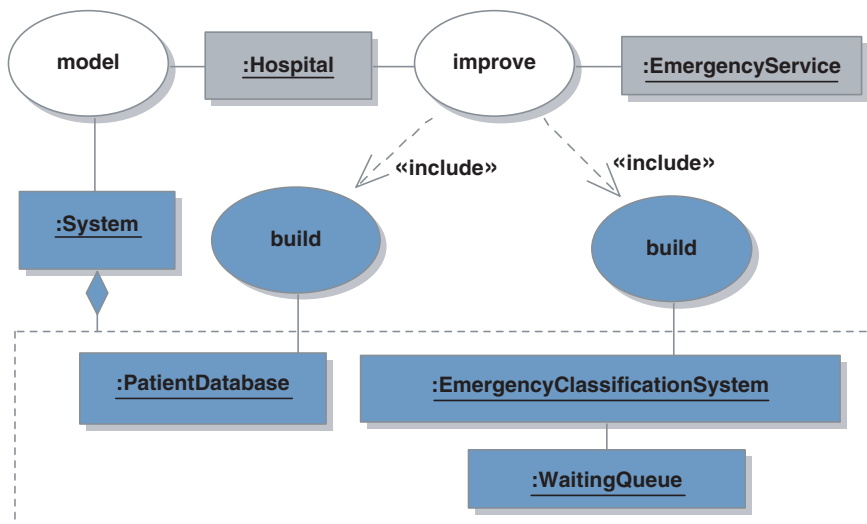 model
:Hospital
improve
:EmergencyService
«include»
«include»
:System
build
build
:PatientDatabase
:EmergencyClassificationSystem
:WaitingQueue